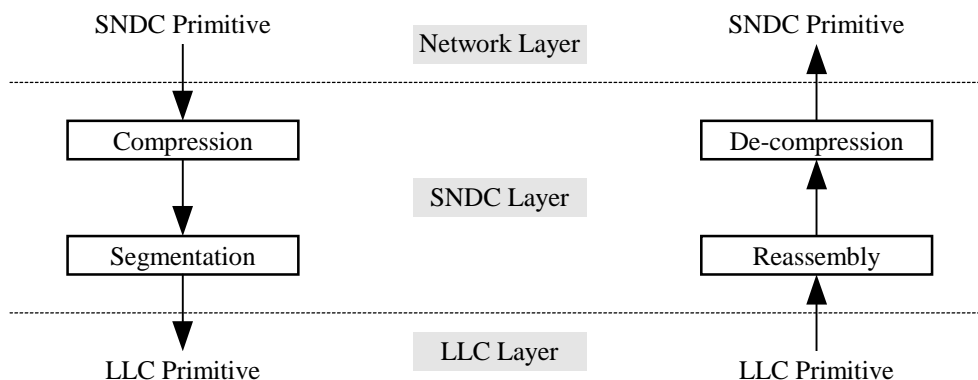 SNDC Primitive
Network Layer
SNDC Primitive
Compression
De-compression
SNDC Layer
Segmentation
Reassembly
LLC Primitive
LLC Layer
LLC Primitive